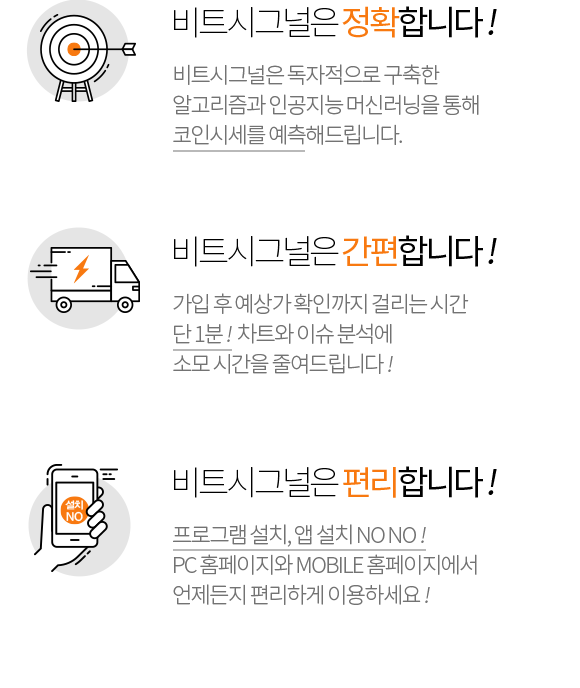 비트시그널은 정확합니다!
비트시그널은 독자적으로 구축한
알고리즘과 인공지능 머신러닝을 통해
코인시세를 예측해드립니다.
비트시그널은 간편합니다!
가입 후 예상가 확인까지 걸리는 시간
단 1분! 차트와 이슈 분석에
소모 시간을 줄여드립니다!
설치
NO
비트시그널은 편리합니다!
프로그램 설치, 앱 설치 NO NO!
PC 홈페이지와 MOBILE 홈페이지에서
언제든지 편리하게 이용하세요!